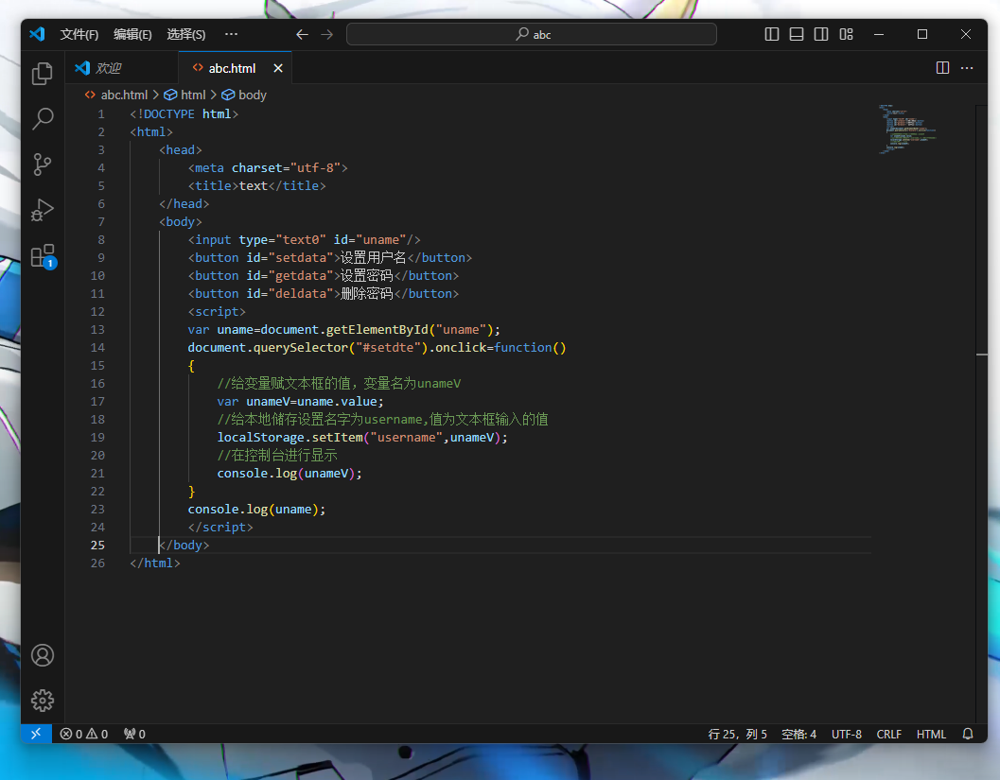 文件(F) 编辑(E) 选择(S) ··· abc
欢迎 abc.html
abc.html > html > body
1 <!DOCTYPE html>
2 <html>
3 <head>
4 <meta charset="utf-8">
5 <title>text</title>
6 </head>
7 <body>
8 <input type="text0" id="uname"/>
9 <button id="setdata">设置用户名</button>
10 <button id="getdata">设置密码</button>
11 <button id="deldata">删除密码</button>
12 <script>
13 var uname=document.getElementById("uname");
14 document.querySelector("#setdte").onclick=function()
15 {
16 //给变量赋文本框的值，变量名为unameV
17 var unameV=uname.value;
18 //给本地储存设置名字为username,值为文本框输入的值
19 localStorage.setItem("username",unameV);
20 //在控制台进行显示
21 console.log(unameV);
22 }
23 console.log(uname);
24 </script>
25 </body>
26 </html>
1
0 0 0 行 25，列 5 空格: 4 UTF-8 CRLF HTML